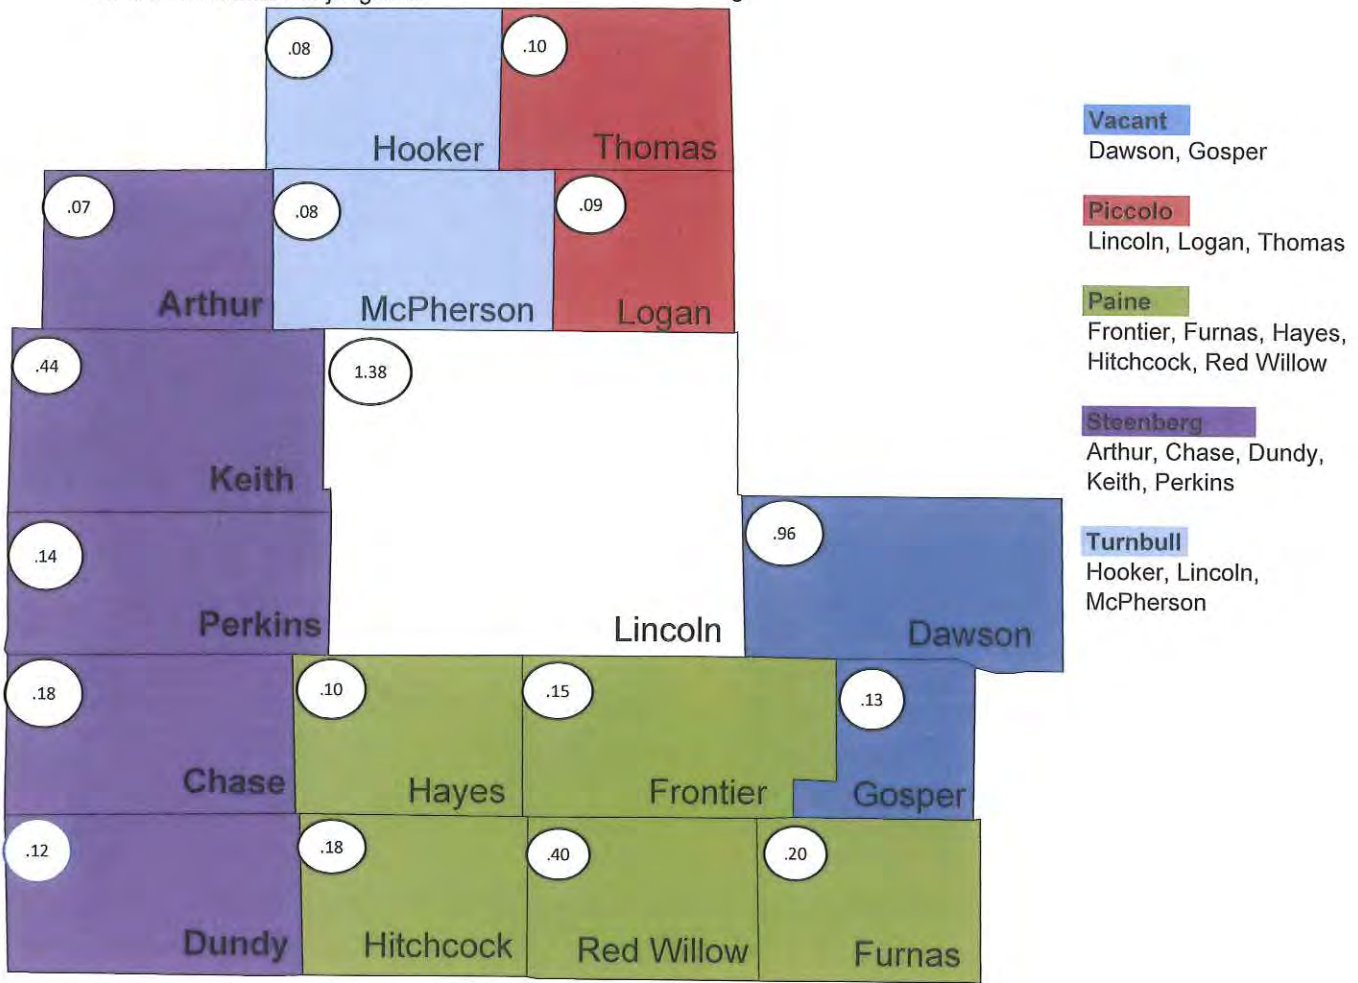 .08
.10
Hooker
Thomas
.07
.08
.09
Arthur
McPherson
Logan
.44
1.38
Keith
.14
.96
Perkins
Lincoln
Dawson
.18
.10
.15
.13
Chase
Hayes
Frontier
Gosper
.12
.18
.40
.20
Dundy
Hitchcock
Red Willow
Furnas
Vacant
Dawson, Gosper
Piccolo
Lincoln, Logan, Thomas
Paine
Frontier, Furnas, Hayes,
Hitchcock, Red Willow
Steenberg
Arthur, Chase, Dundy,
Keith, Perkins
Turnbull
Hooker, Lincoln,
McPherson